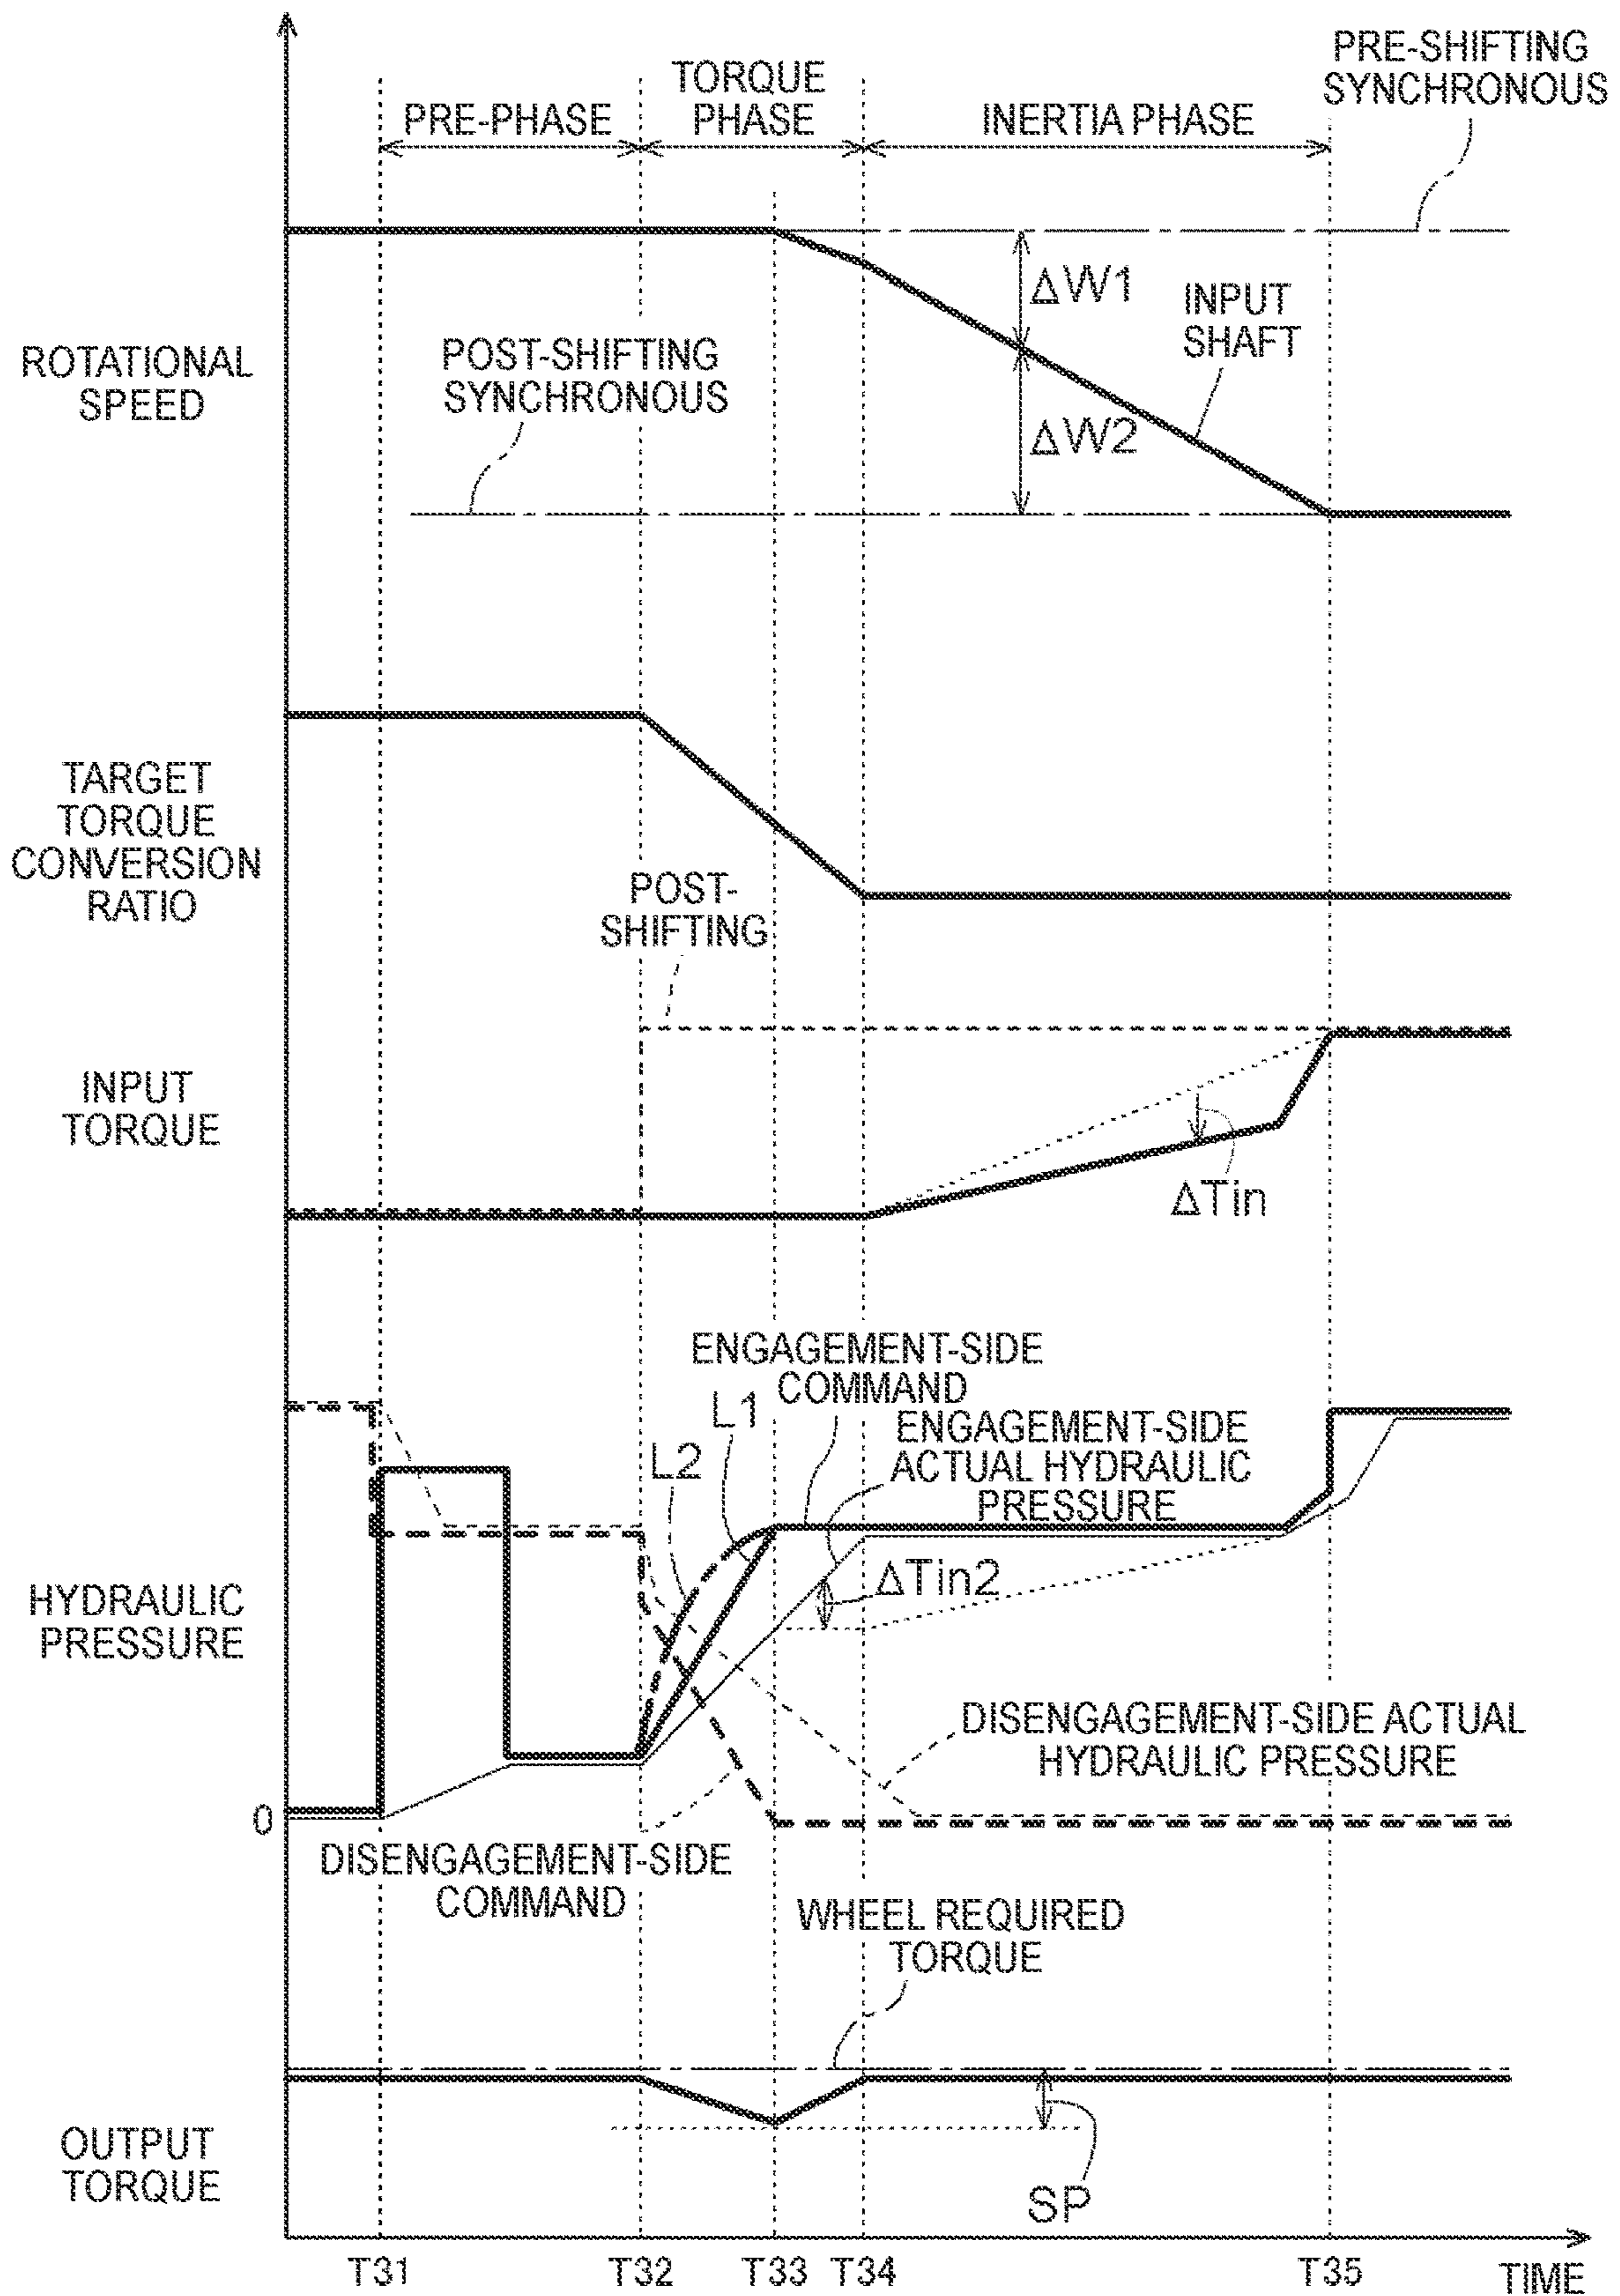 PRE-SHIFTING
SYNCHRONOUS
PRE-PHASE
TORQUE
PHASE
INERTIA PHASE
ROTATIONAL
SPEED
POST-SHIFTING
SYNCHRONOUS
ΔW1
INPUT
SHAFT
ΔW2
TARGET
TORQUE
CONVERSION
RATIO
POST-
SHIFTING
INPUT
TORQUE
ΔTin
ENGAGEMENT-SIDE
COMMAND
L1
L2
ENGAGEMENT-SIDE
ACTUAL HYDRAULIC
PRESSURE
ΔTin2
HYDRAULIC
PRESSURE
DISENGAGEMENT-SIDE ACTUAL
HYDRAULIC PRESSURE
0
DISENGAGEMENT-SIDE
COMMAND
WHEEL REQUIRED
TORQUE
OUTPUT
TORQUE
SP
T31 T32 T33 T34 T35 TIME